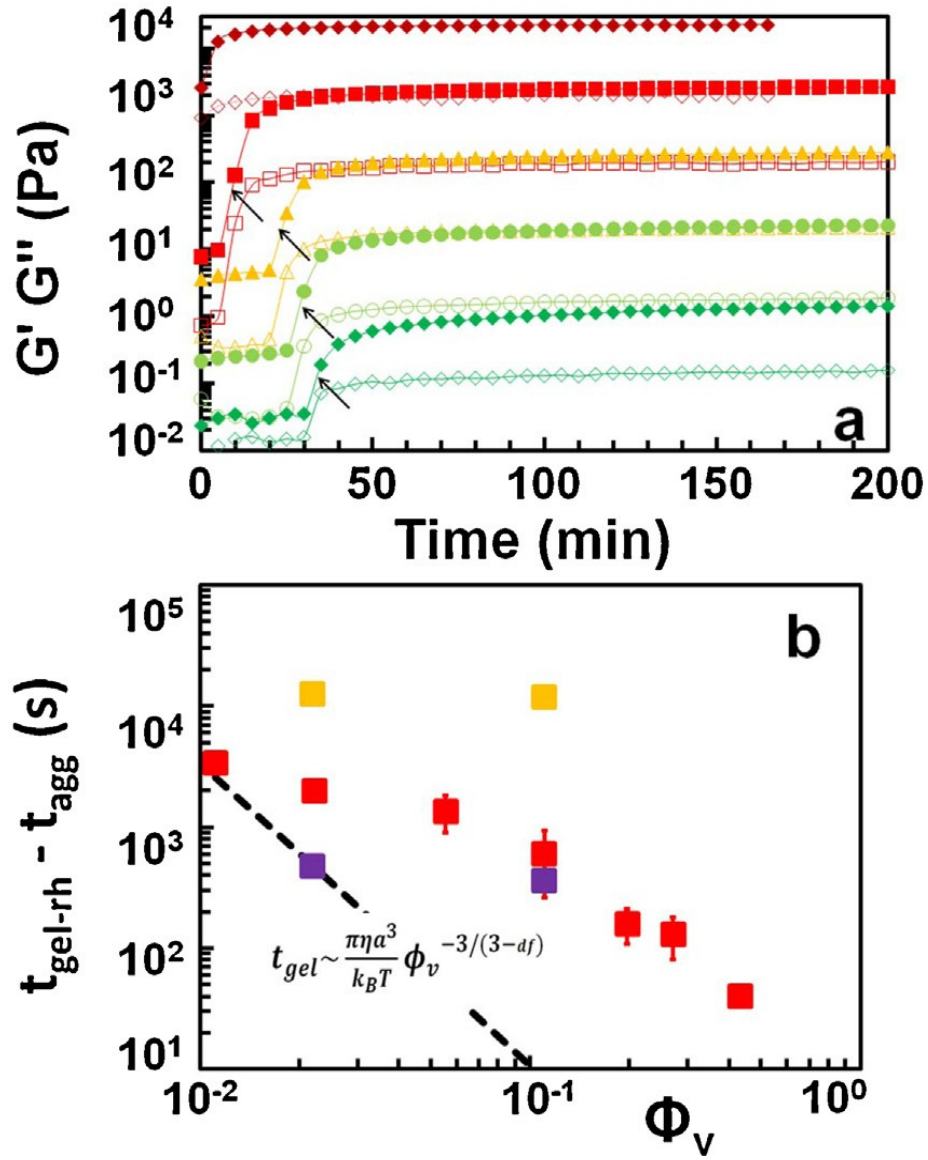 10⁴
10³
10²
10¹
10⁰
10⁻¹
10⁻²
G' G'' (Pa)
a
0 50 100 150 200
Time (min)
10⁵
10⁴
10³
10²
10¹
t_gel-rh - t_agg (s)
b
t_gel ~ πηa³/k_BT ϕ_v^-3/(3-df)
10⁻² 10⁻¹ 10⁰
Φ_v